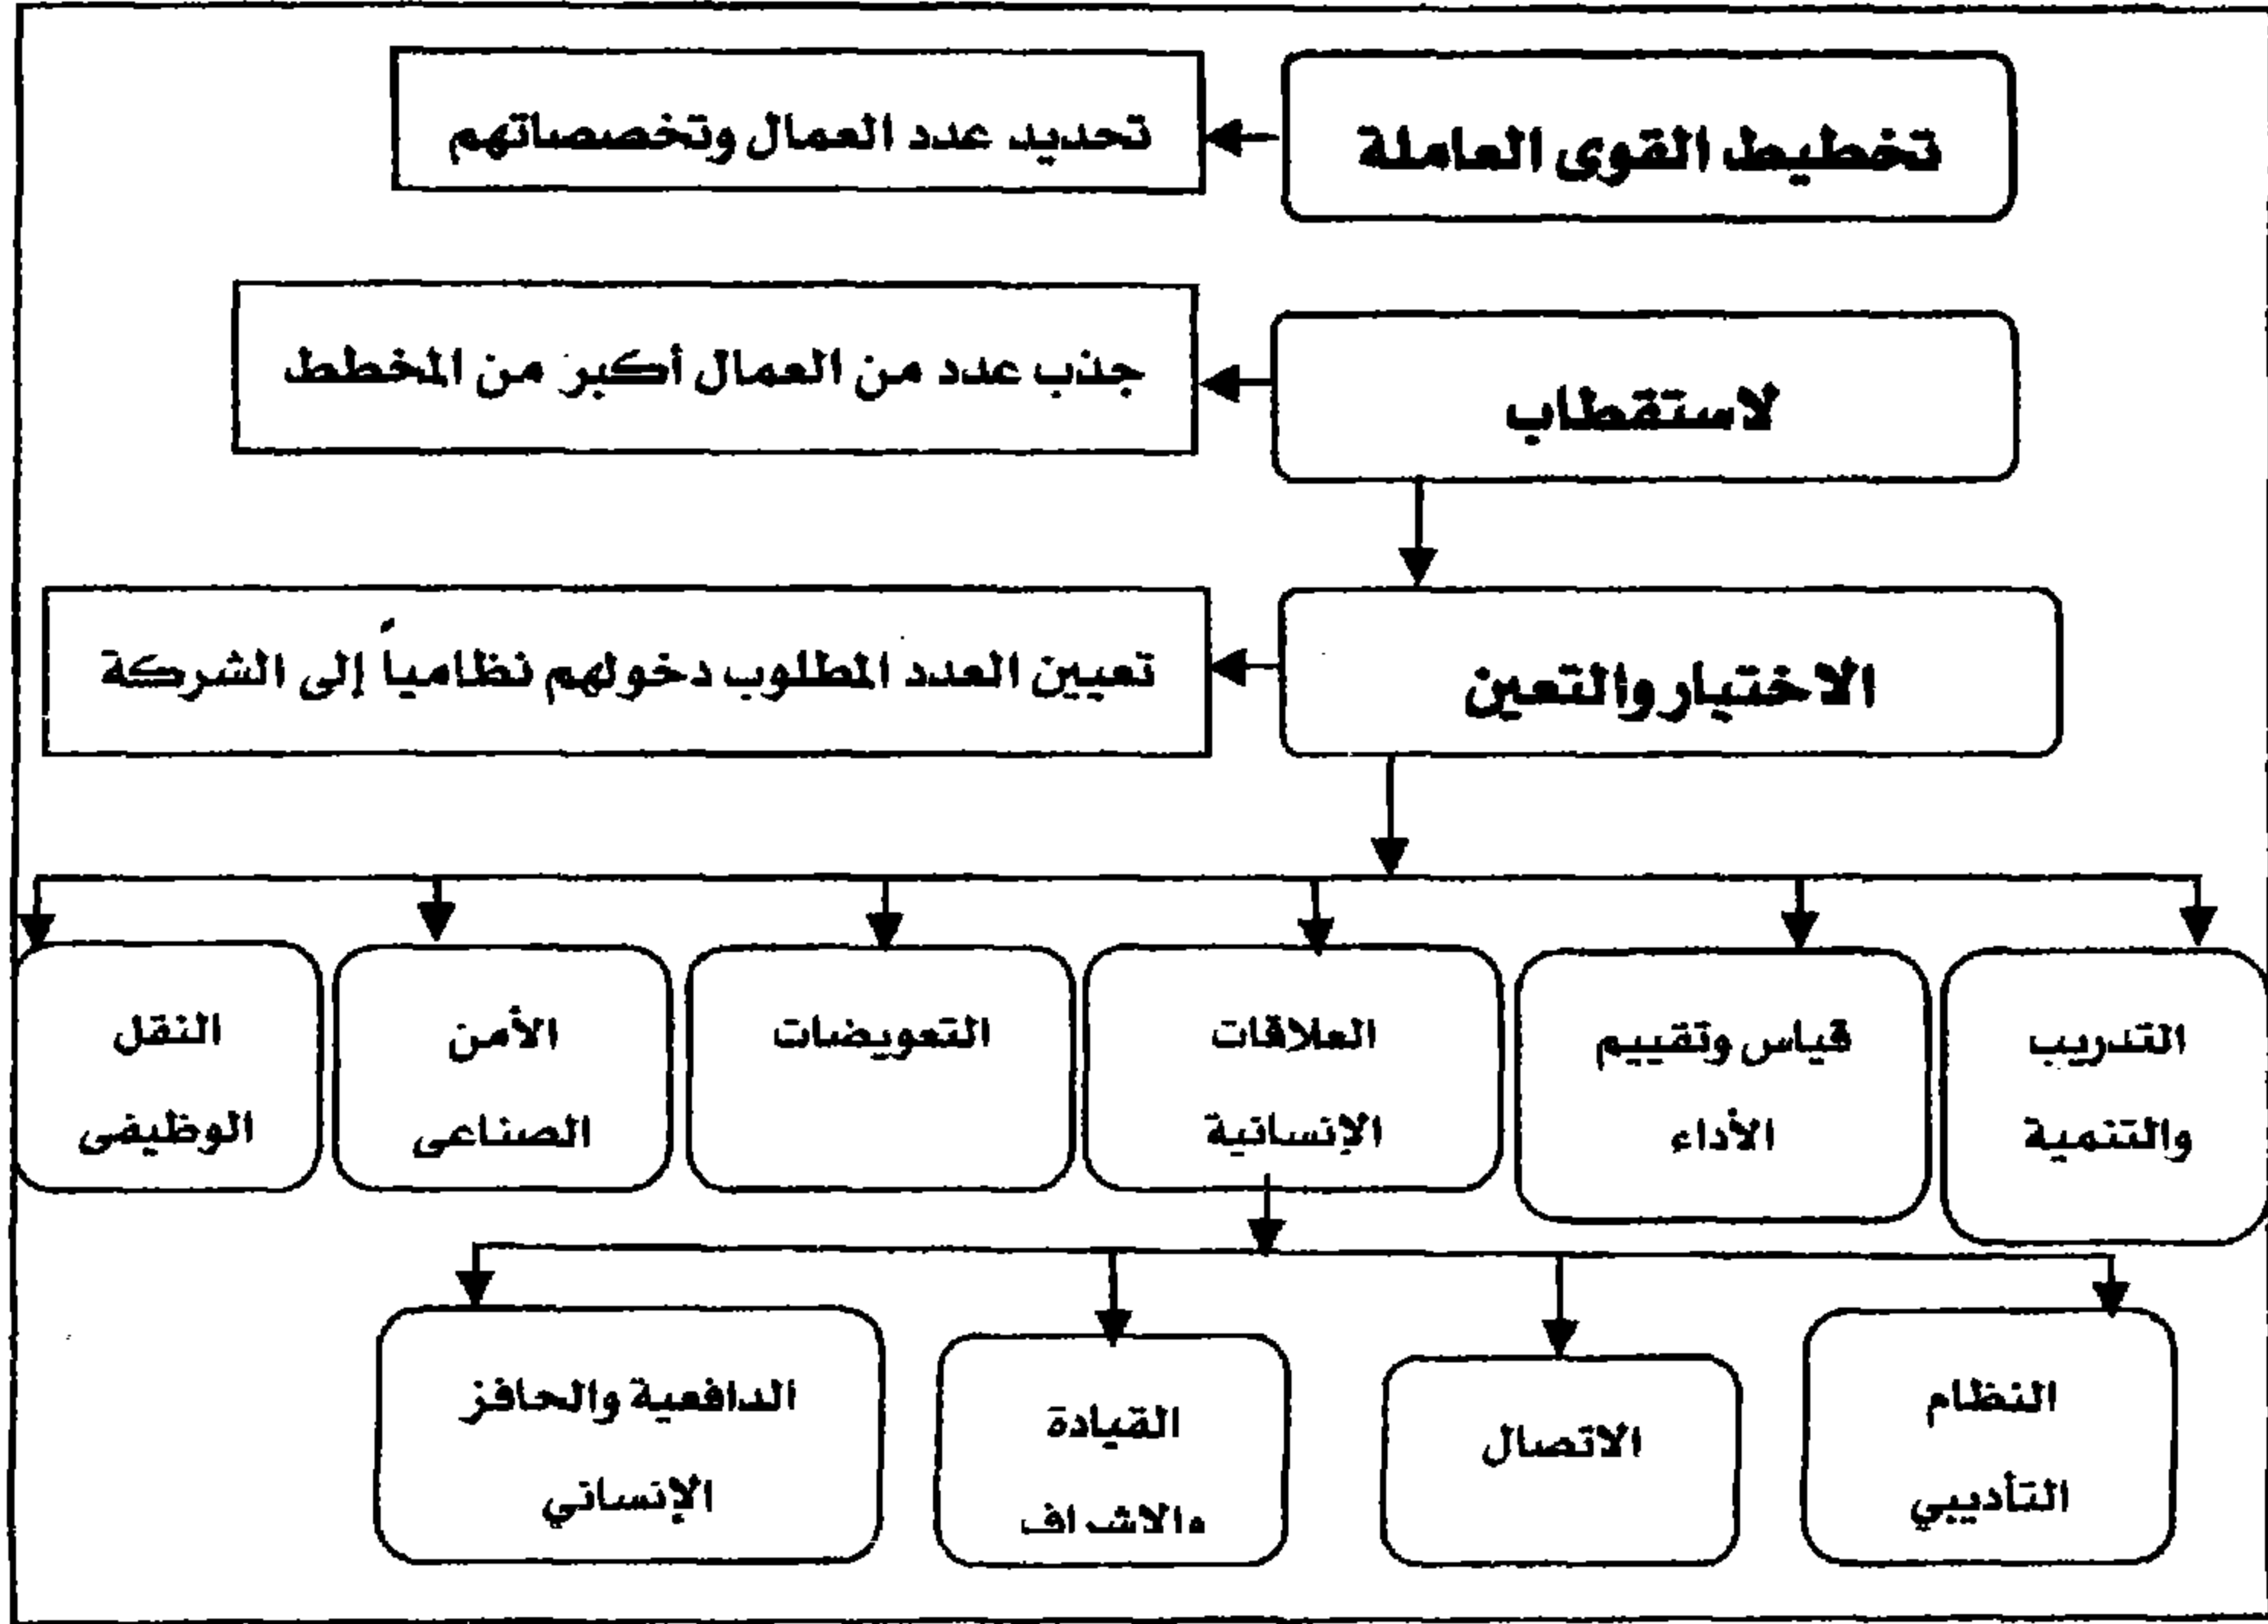 تخطيط القوى العاملة
تحديد عدد العمال وتخصصاتهم
لاستقطاب
جذب عدد من العمال أكبر من المخطط
الاختيار والتعين
تعيين العدد المطلوب دخولهم نظامياً إلى الشركة
التدريب
والتنمية
قياس وتقييم
الأداء
العلاقات
الإنسانية
التعويضات
الأمن
الصناعى
النقل
الوظيفى
النظام
التأديبي
الاتصال
القيادة
والاشراف
الدافعية والحافز
الإنساني